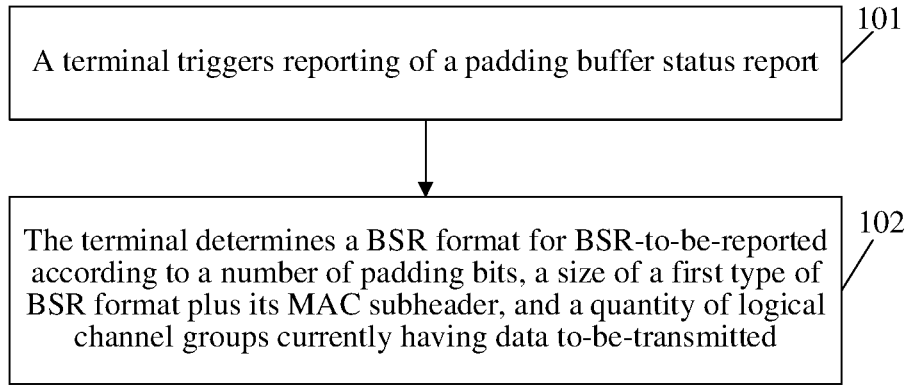 101
A terminal triggers reporting of a padding buffer status report
102
The terminal determines a BSR format for BSR-to-be-reported
according to a number of padding bits, a size of a first type of
BSR format plus its MAC subheader, and a quantity of logical
channel groups currently having data to-be-transmitted